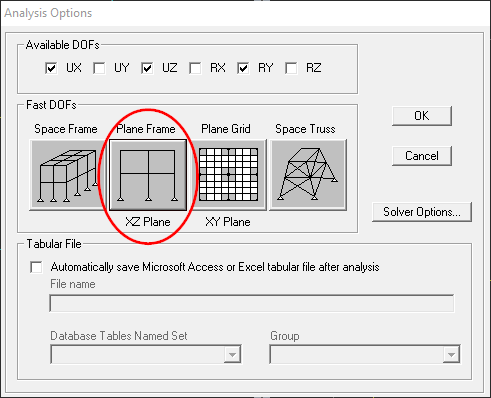 Analysis Options
Available DOFs
UX UY UZ RX RY RZ
Fast DOFs
Space Frame Plane Frame Plane Grid Space Truss
XZ Plane XY Plane
OK
Cancel
Solver Options...
Tabular File
Automatically save Microsoft Access or Excel tabular file after analysis
File name
Database Tables Named Set Group